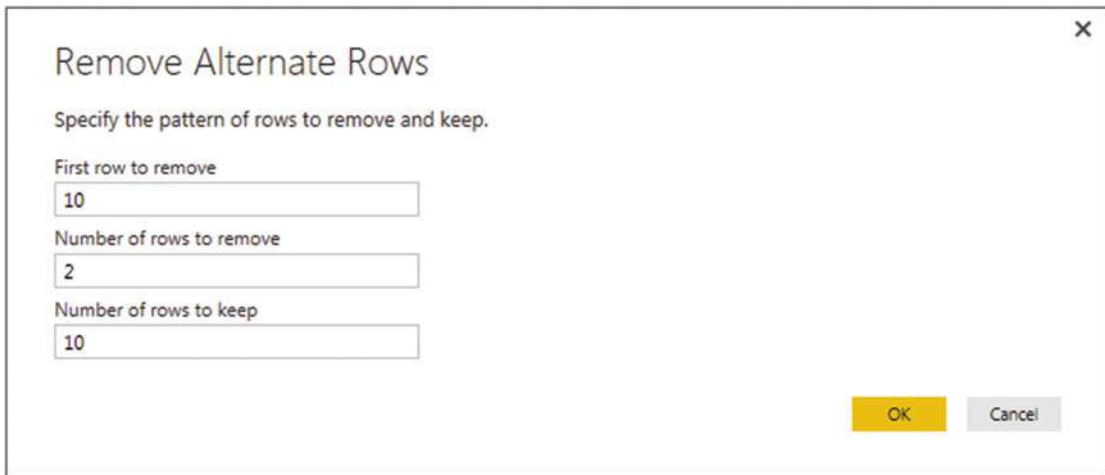 Remove Alternate Rows
Specify the pattern of rows to remove and keep.
First row to remove
10
Number of rows to remove
2
Number of rows to keep
10
OK Cancel